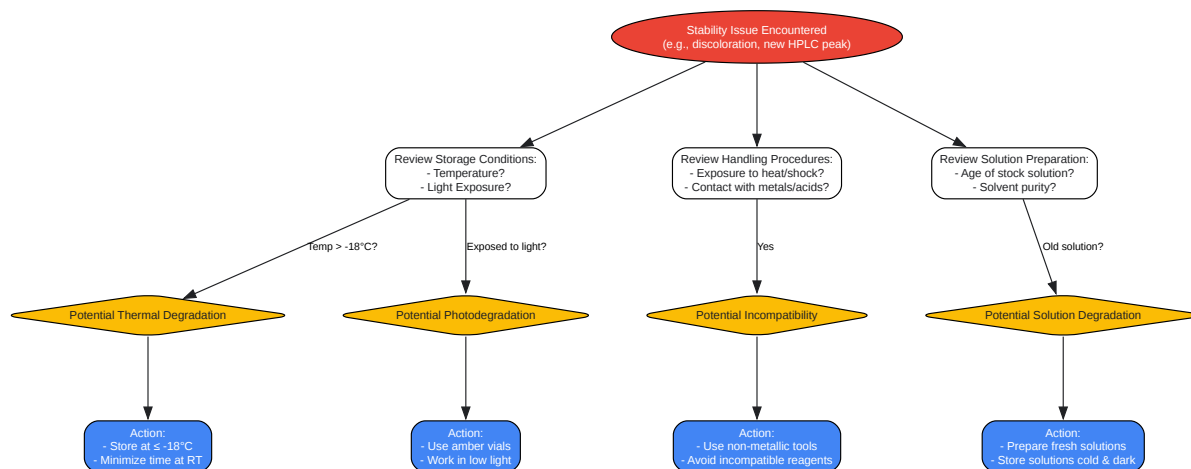 Stability Issue Encountered
(e.g., discoloration, new HPLC peak)
Review Storage Conditions:
- Temperature?
- Light Exposure?
Review Handling Procedures:
- Exposure to heat/shock?
- Contact with metals/acids?
Review Solution Preparation:
- Age of stock solution?
- Solvent purity?
Temp > -18°C?
Exposed to light?
Yes
Old solution?
Potential Thermal Degradation
Potential Photodegradation
Potential Incompatibility
Potential Solution Degradation
Action:
- Store at ≤ -18°C
- Minimize time at RT
Action:
- Use amber vials
- Work in low light
Action:
- Use non-metallic tools
- Avoid incompatible reagents
Action:
- Prepare fresh solutions
- Store solutions cold & dark